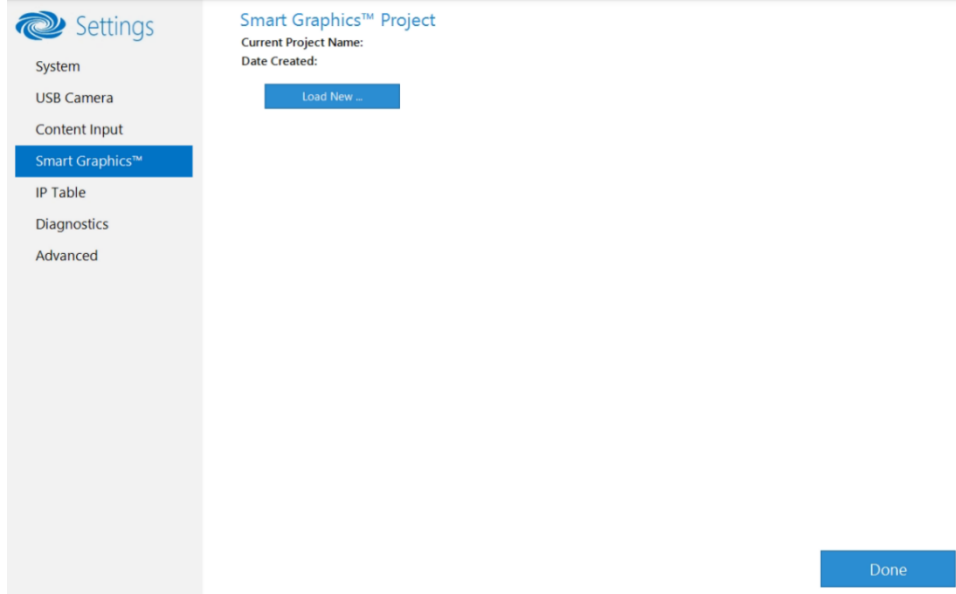 Settings
System
USB Camera
Content Input
Smart Graphics™
IP Table
Diagnostics
Advanced
Smart Graphics™ Project
Current Project Name:
Date Created:
Load New ...
Done